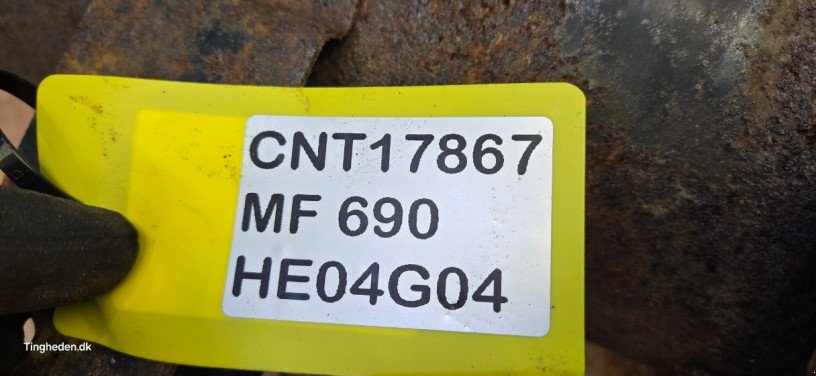 CNT17867
MF 690
HE04G04
Tingheden.dk